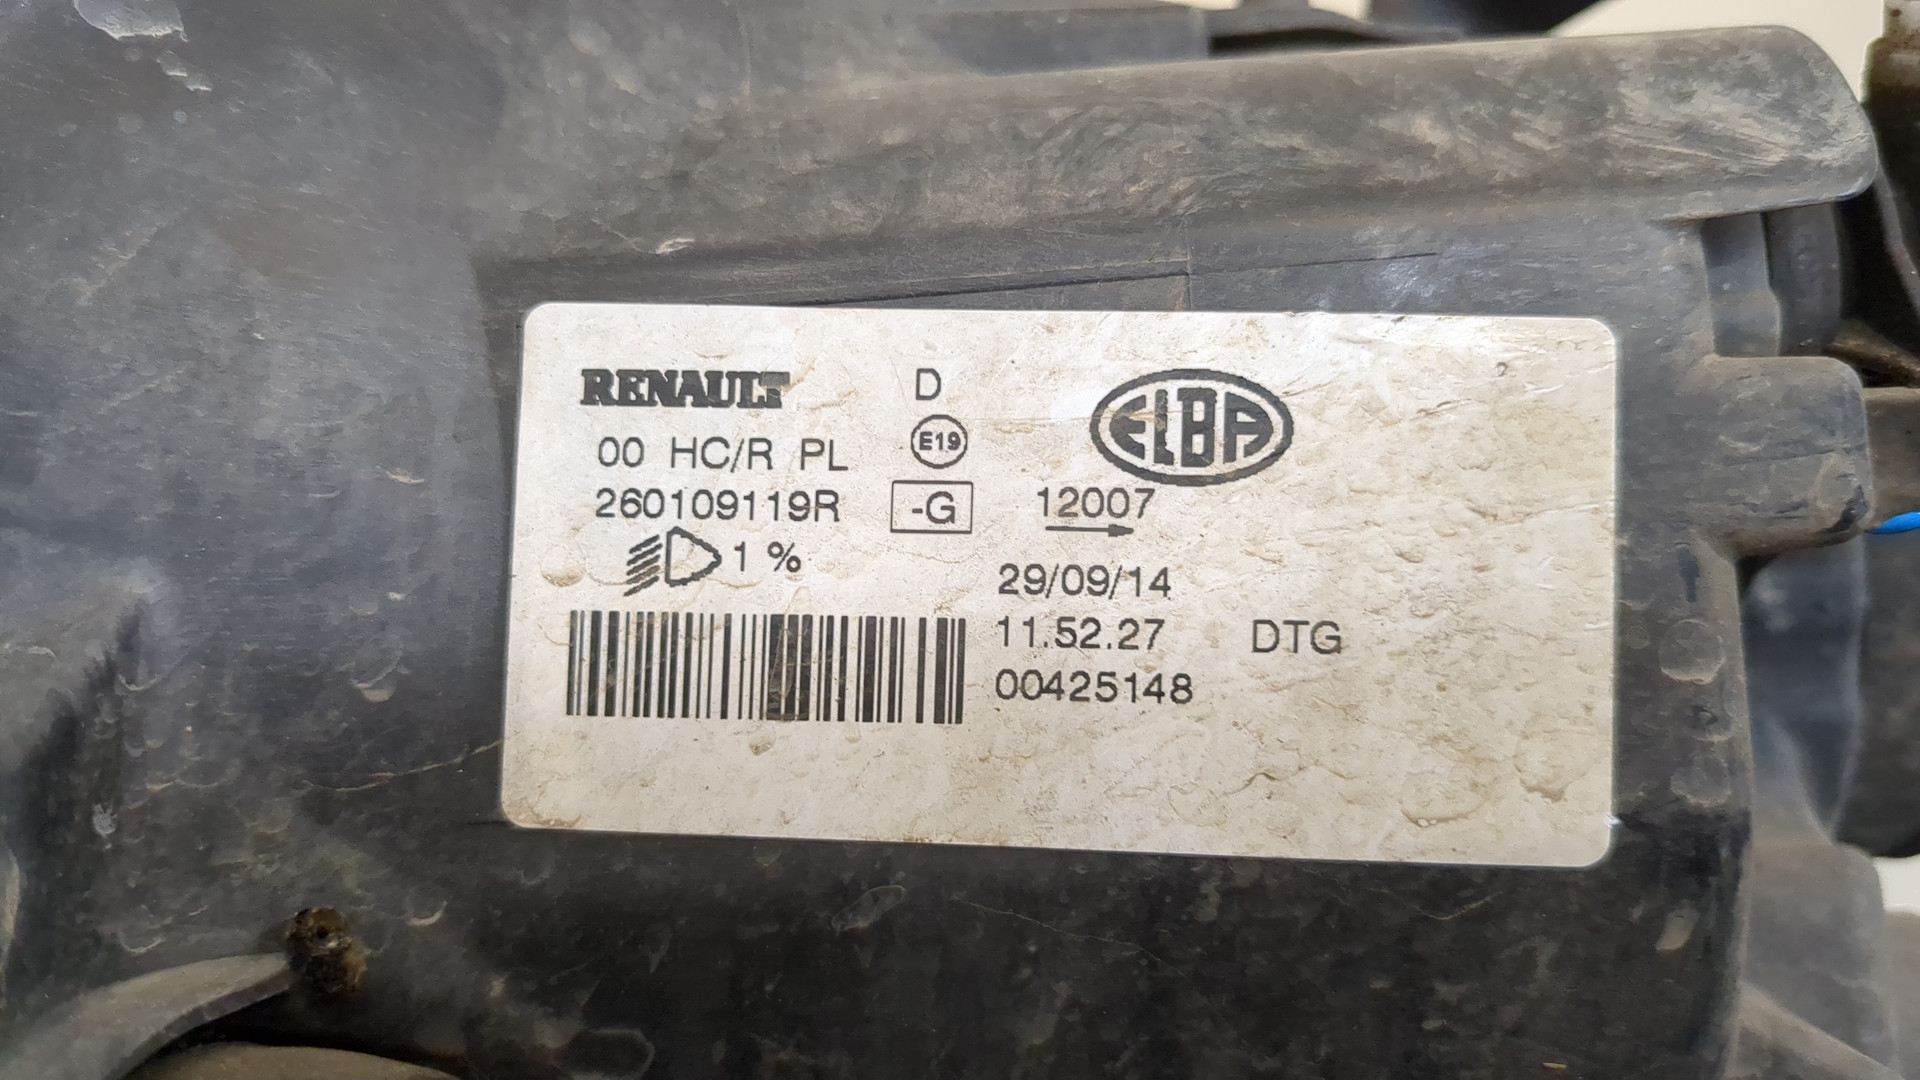 RENAULT D ELBA
00 HC/R PL E19
260109119R -G 12007
1 %
29/09/14
11.52.27 DTG
00425148